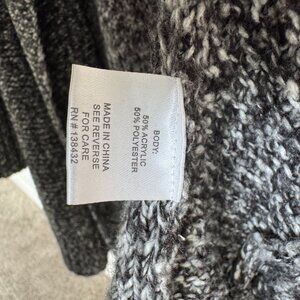 BODY:
50% ACRYLIC
50% POLYESTER
MADE IN CHINA
SEE REVERSE
FOR CARE
RN # 138432